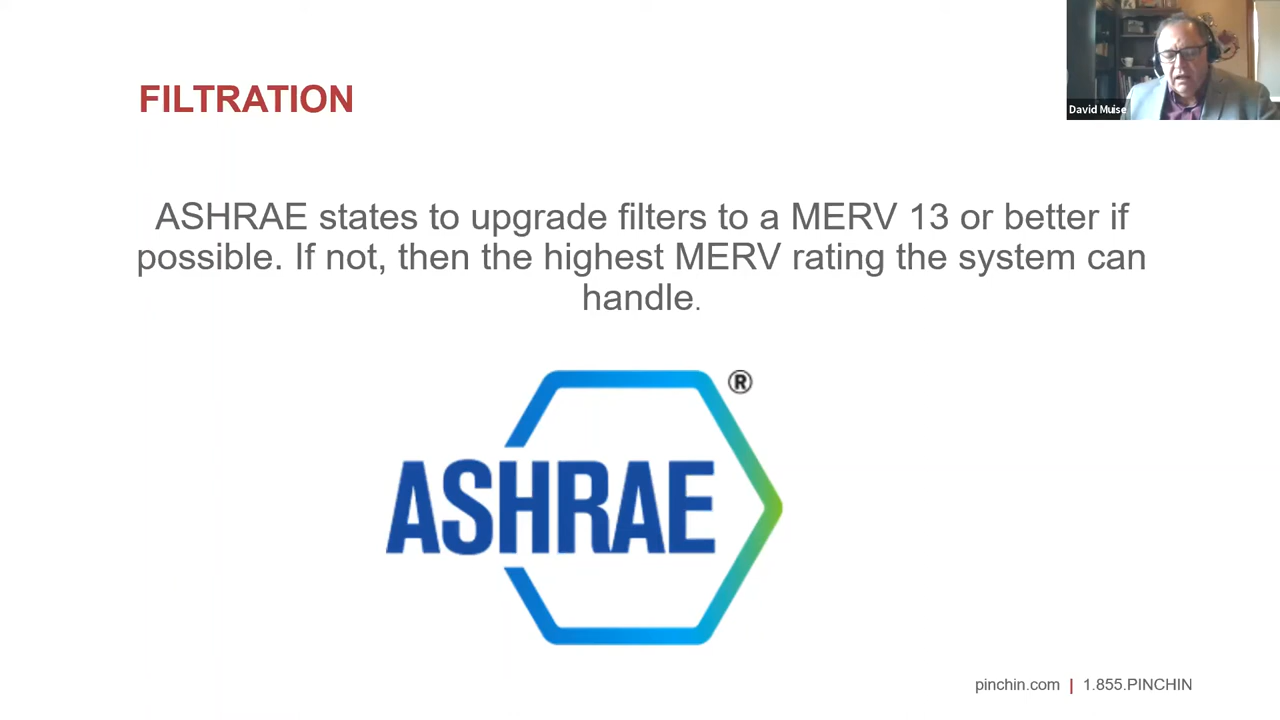 David Muise
FILTRATION
ASHRAE states to upgrade filters to a MERV 13 or better if
possible. If not, then the highest MERV rating the system can
handle.
®
ASHRAE
pinchin.com | 1.855.PINCHIN